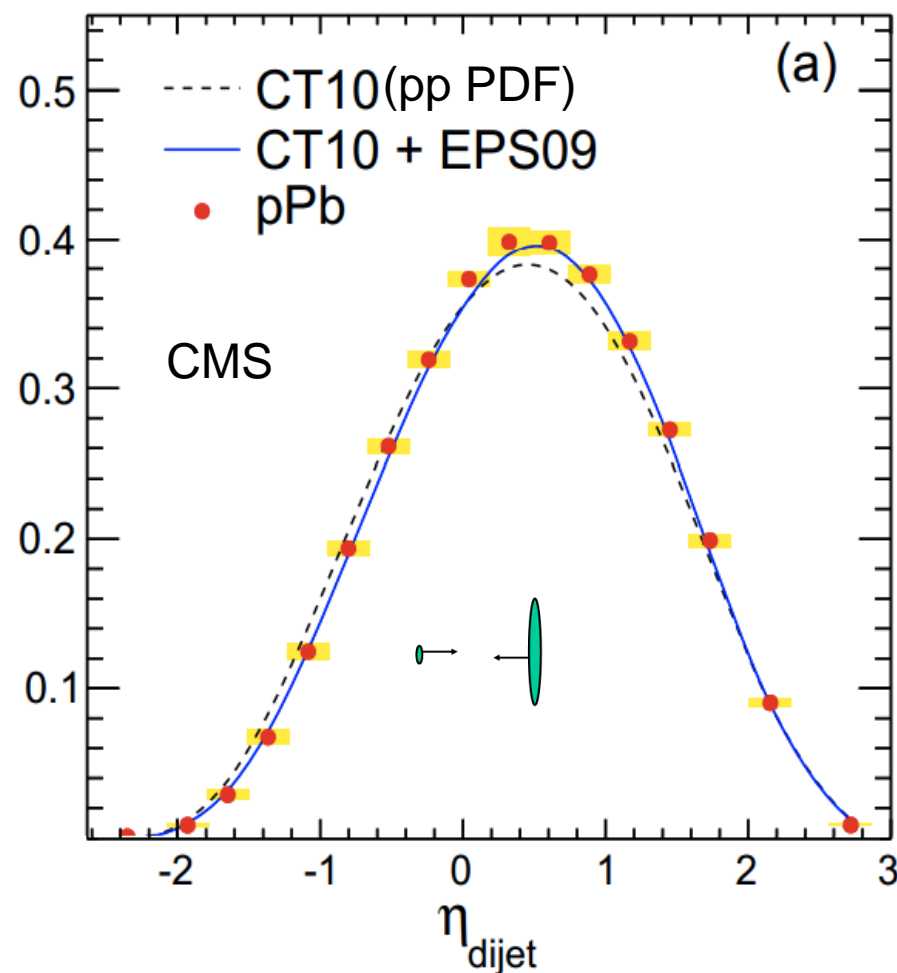 (a)
CT10 (pp PDF)
CT10 + EPS09
pPb
CMS
0.5
0.4
0.3
0.2
0.1
-2 -1 0 1 2 3
η dijet